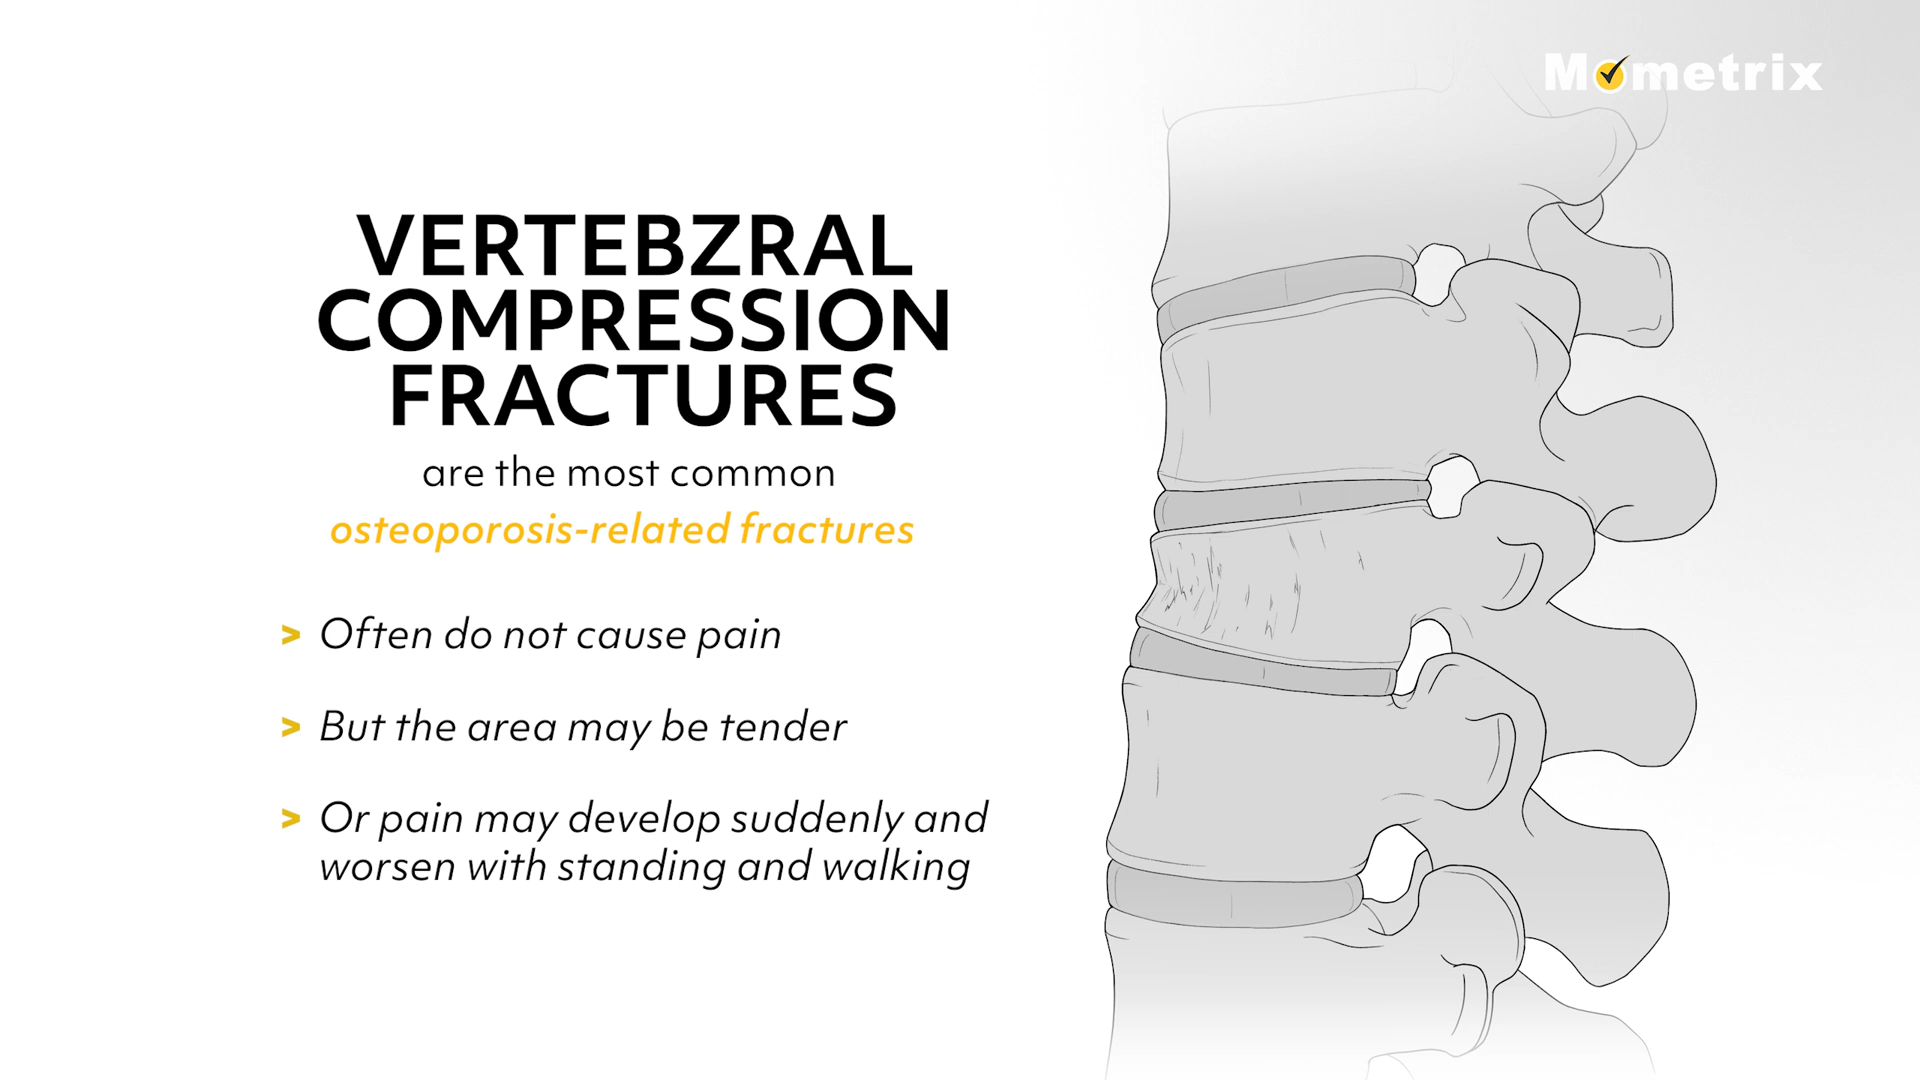 Mometrix
VERTEBZRAL
COMPRESSION
FRACTURES
are the most common
osteoporosis-related fractures
> Often do not cause pain
> But the area may be tender
> Or pain may develop suddenly and
worsen with standing and walking